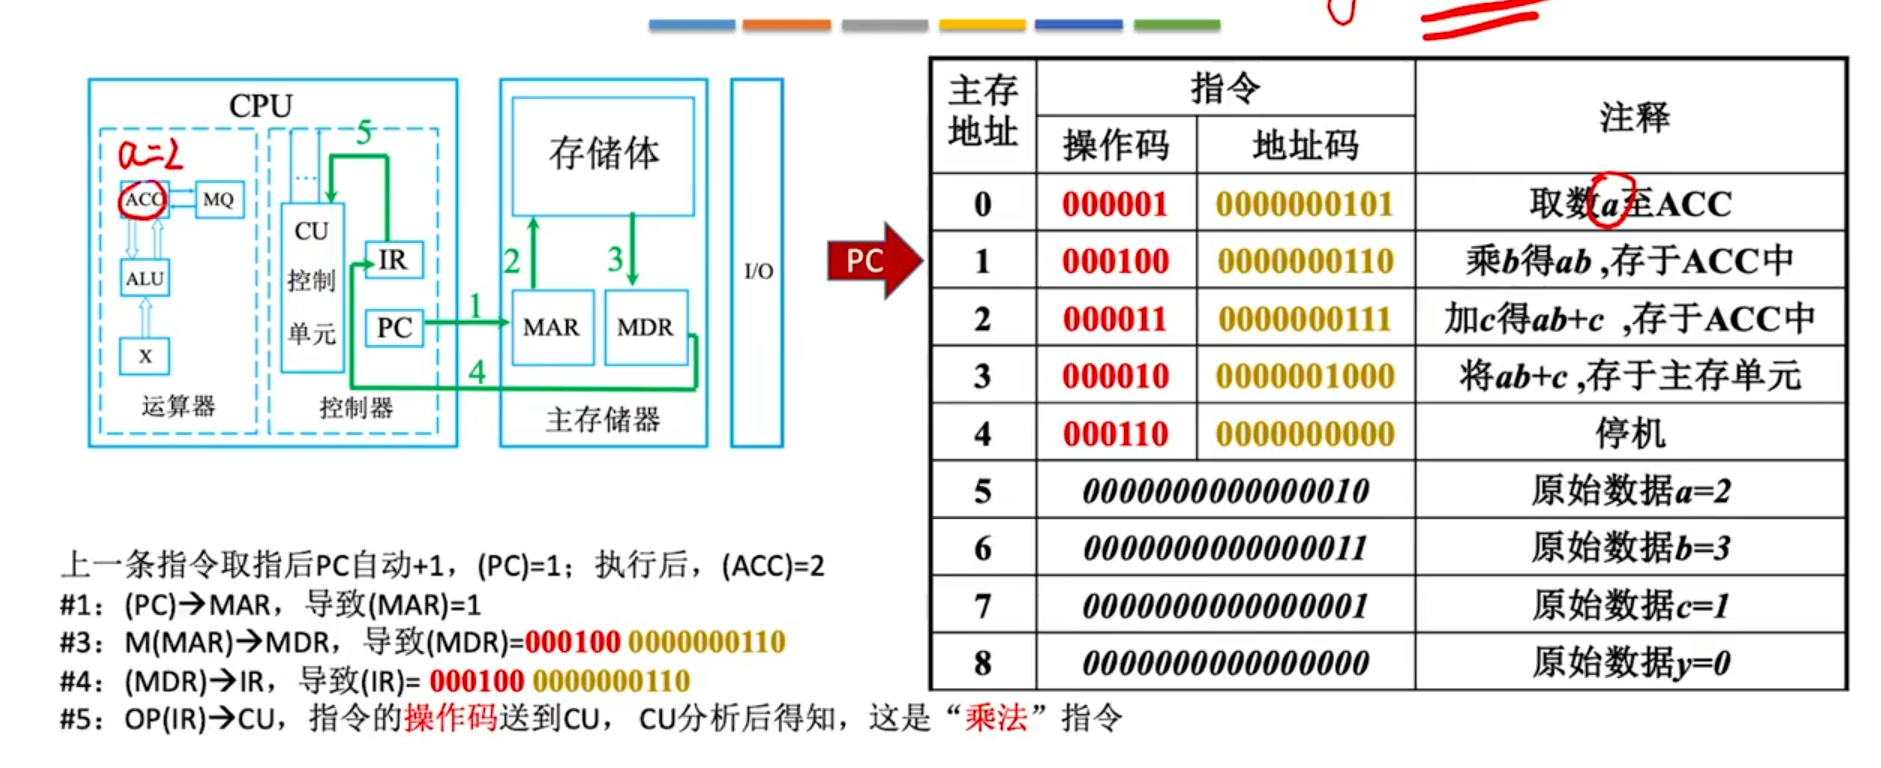 CPU
5
a=2
ACC
MQ
...
CU
控制
单元
IR
PC
ALU
X
运算器
控制器
1
4
存储体
2
3
MAR
MDR
主存储器
I/O
PC
主存地址 指令 注释
操作码 地址码
0 000001 0000000101 取数a至ACC
1 000100 0000000110 乘b得ab ,存于ACC中
2 000011 0000000111 加c得ab+c ,存于ACC中
3 000010 0000001000 将ab+c ,存于主存单元
4 000110 0000000000 停机
5 0000000000000010 原始数据a=2
6 0000000000000011 原始数据b=3
7 0000000000000001 原始数据c=1
8 0000000000000000 原始数据y=0
上一条指令取指后PC自动+1，(PC)=1；执行后，(ACC)=2
#1：(PC)→MAR，导致(MAR)=1
#3：M(MAR)→MDR，导致(MDR)=000100 0000000110
#4：(MDR)→IR，导致(IR)= 000100 0000000110
#5：OP(IR)→CU，指令的操作码送到CU， CU分析后得知，这是“乘法”指令